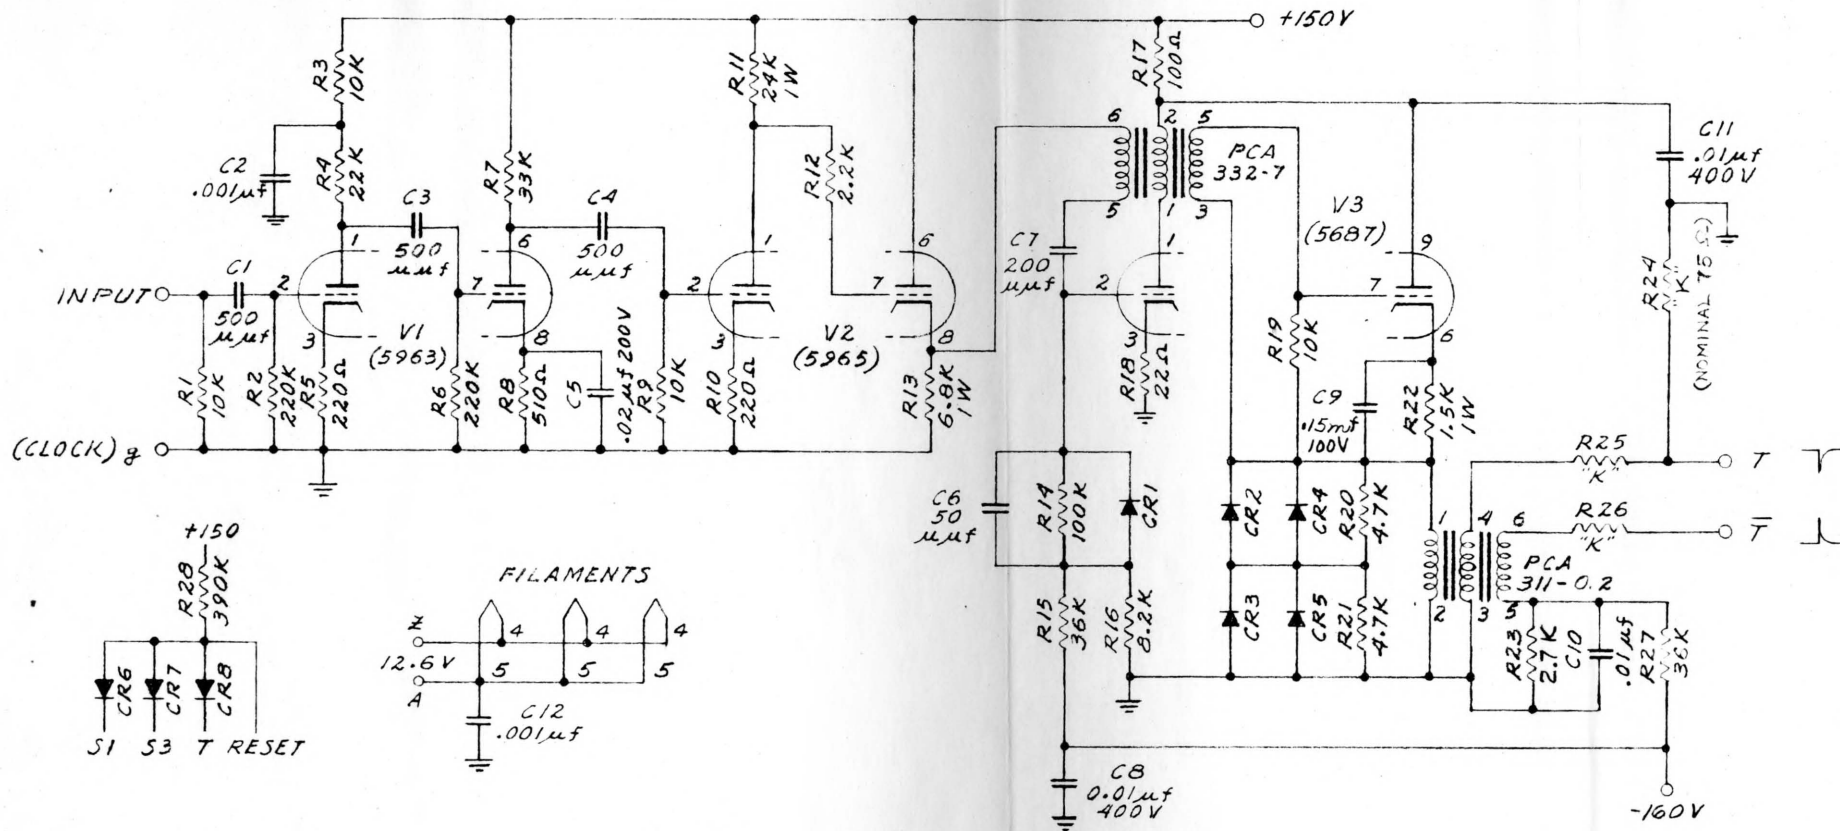 +150V
R3
10K
R11
24K
1W
R17
100Ω
C2
.001µf
R4
22K
R7
33K
R12
2.2K
6 2 5
PCA
332-7
5 1 3
C11
.01µf
400V
C3
500
µµf
C4
500
µµf
V3
(5687)
C7
200
µµf
INPUT
C1
500
µµf
1
2
3
V1
(5963)
6
7
8
1
2
3
V2
(5965)
6
7
8
1
2
3
9
7
6
R24
"K"
(NOMINAL 75Ω)
R1
10K
R2
220K
R5
220Ω
R6
220K
R8
510Ω
C5
.02µf 200V
R9
10K
R10
220Ω
R13
6.8K
1W
R18
22Ω
R19
10K
C9
.15mf
100V
R22
1.5K
1W
(CLOCK) g
C6
50
µµf
R14
100K
CR1
CR2
CR4
R20
4.7K
R25
"K"
T
R26
"K"
T̅
1 4 6
PCA
311-0.2
2 3 5
R15
36K
R16
8.2K
CR3
CR5
R21
4.7K
R23
2.7K
C10
.01µf
R27
36K
+150
R28
390K
CR6
CR7
CR8
S1 S3 T RESET
FILAMENTS
Z
4 4 4
12.6V
5 5 5
A
C12
.001µf
C8
0.01µf
400V
-160V